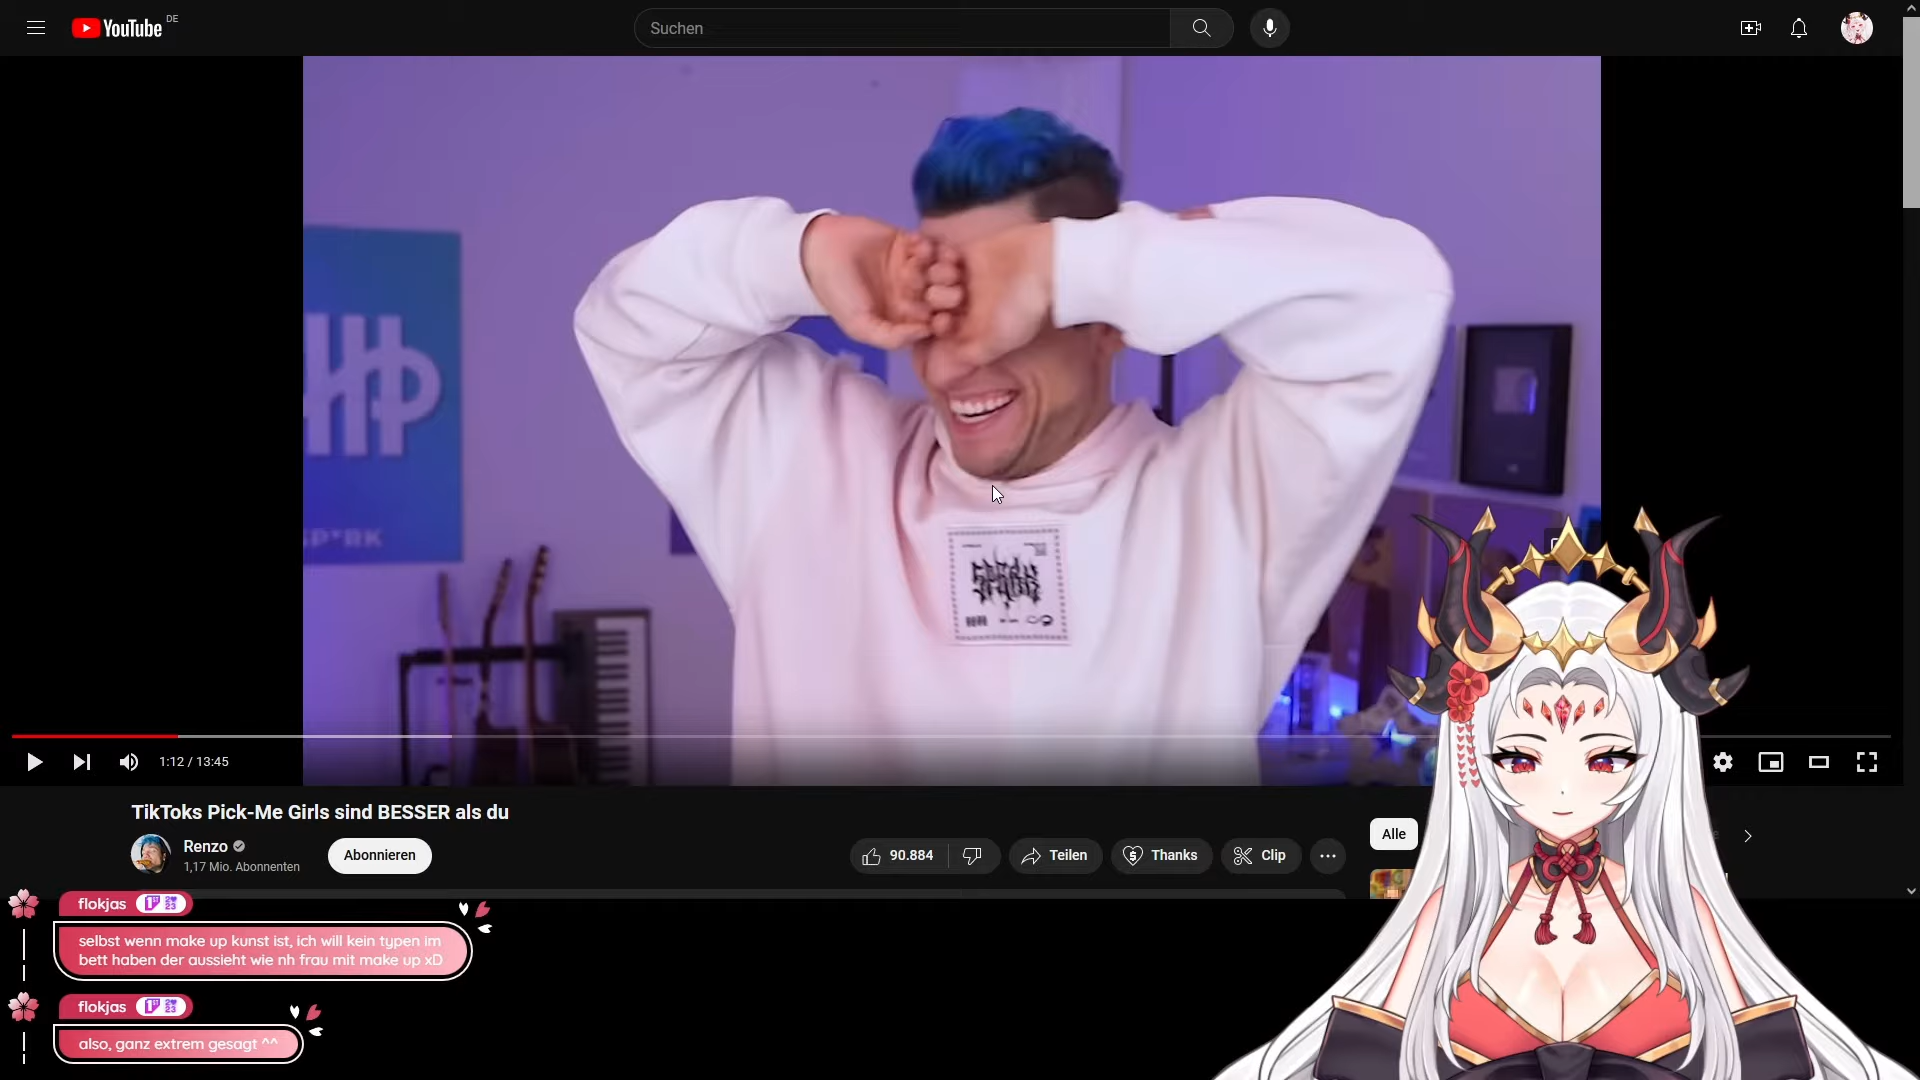 YouTube DE
Suchen
SP*RK
1:12 / 13:45
TikToks Pick-Me Girls sind BESSER als du
Renzo
1,17 Mio. Abonnenten
Abonnieren
90.884
Teilen
Thanks
Clip
Alle
flokjas
selbst wenn make up kunst ist, ich will kein typen im
bett haben der aussieht wie nh frau mit make up xD
flokjas
also, ganz extrem gesagt ^^